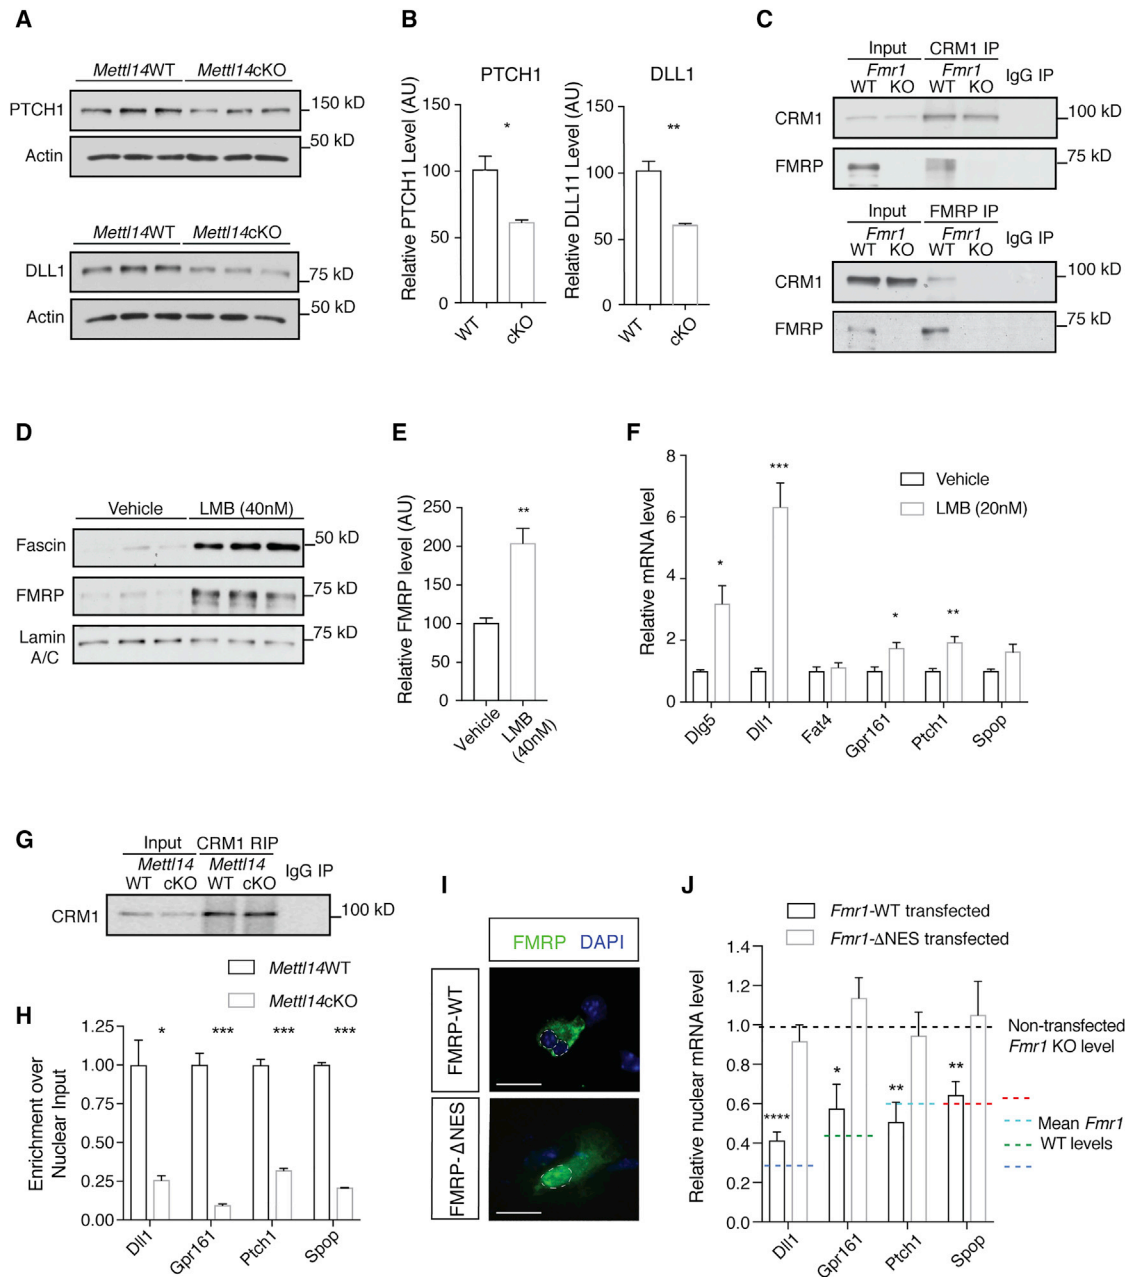 A
Mettl14WT Mettl14cKO
PTCH1
150 kD
50 kD
Actin
Mettl14WT Mettl14cKO
DLL1
75 kD
50 kD
Actin
B
PTCH1
Relative PTCH1 Level (AU)
150
100
50
0
*
WT
cKO
DLL1
Relative DLL11 Level (AU)
150
100
50
0
**
WT
cKO
C
Input CRM1 IP
Fmr1 Fmr1 IgG IP
WT KO WT KO
CRM1
100 kD
FMRP
75 kD
Input FMRP IP
Fmr1 Fmr1 IgG IP
WT KO WT KO
CRM1
100 kD
FMRP
75 kD
D
Vehicle LMB (40nM)
Fascin
50 kD
FMRP
75 kD
Lamin
A/C
75 kD
E
Relative FMRP level (AU)
250
200
150
100
50
0
**
Vehicle
LMB
(40nM)
F
Relative mRNA level
8
6
4
2
0
Vehicle
LMB (20nM)
* *** * **
Dlg5 Dll1 Fat4 Gpr161 Ptch1 Spop
G
Input CRM1 RIP
Mettl14 Mettl14 IgG IP
WT cKO WT cKO
CRM1
100 kD
H
Mettl14WT
Mettl14cKO
Enrichment over
Nuclear Input
1.25
1.00
0.75
0.50
0.25
0.00
* *** *** ***
Dll1 Gpr161 Ptch1 Spop
I
FMRP DAPI
FMRP-WT
FMRP-ΔNES
J
Fmr1-WT transfected
Fmr1-ΔNES transfected
Relative nuclear mRNA level
1.4
1.2
1.0
0.8
0.6
0.4
0.2
0.0
**** * ** **
Non-transfected
Fmr1 KO level
Mean Fmr1
WT levels
Dll1 Gpr161 Ptch1 Spop